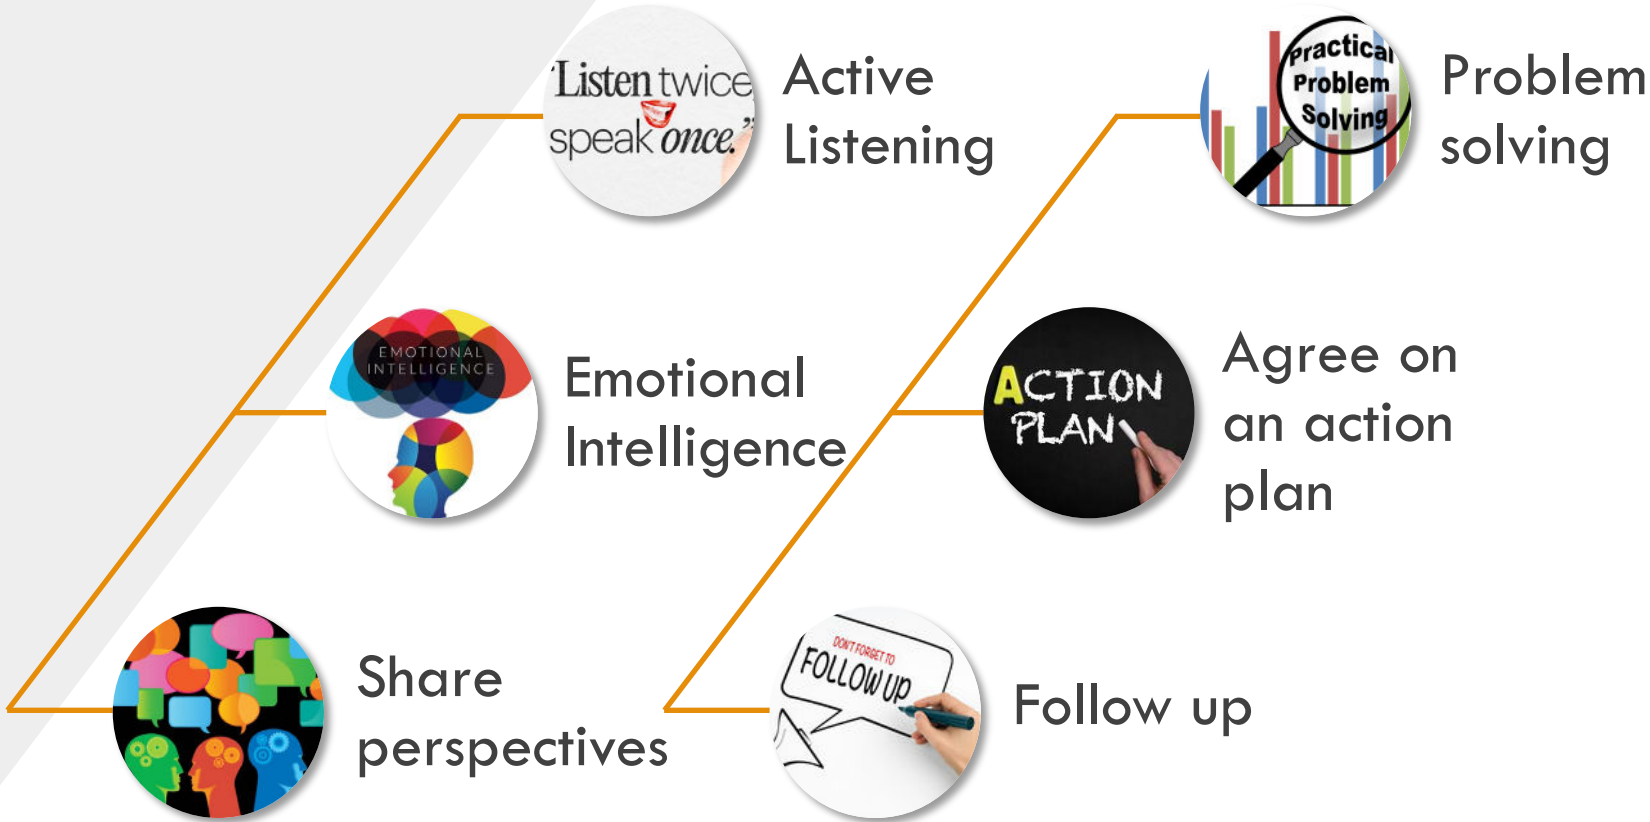 “Listen twice
speak once.”
Active
Listening
EMOTIONAL
INTELLIGENCE
Emotional
Intelligence
Share
perspectives
Practical
Problem
Solving
Problem
solving
ACTION
PLAN
Agree on
an action
plan
DON'T FORGET TO
FOLLOW UP
Follow up